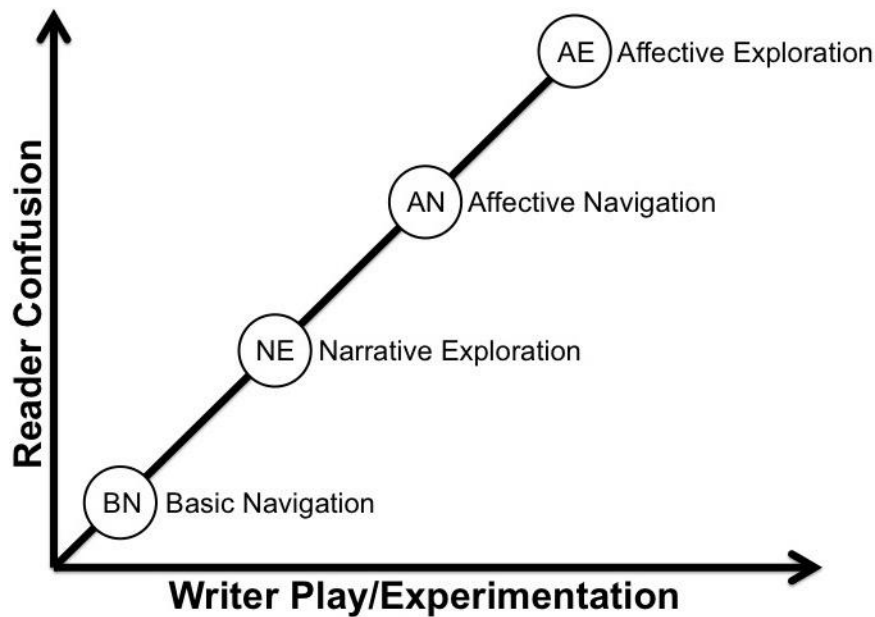 AE Affective Exploration
AN Affective Navigation
NE Narrative Exploration
BN Basic Navigation
Reader Confusion
Writer Play/Experimentation